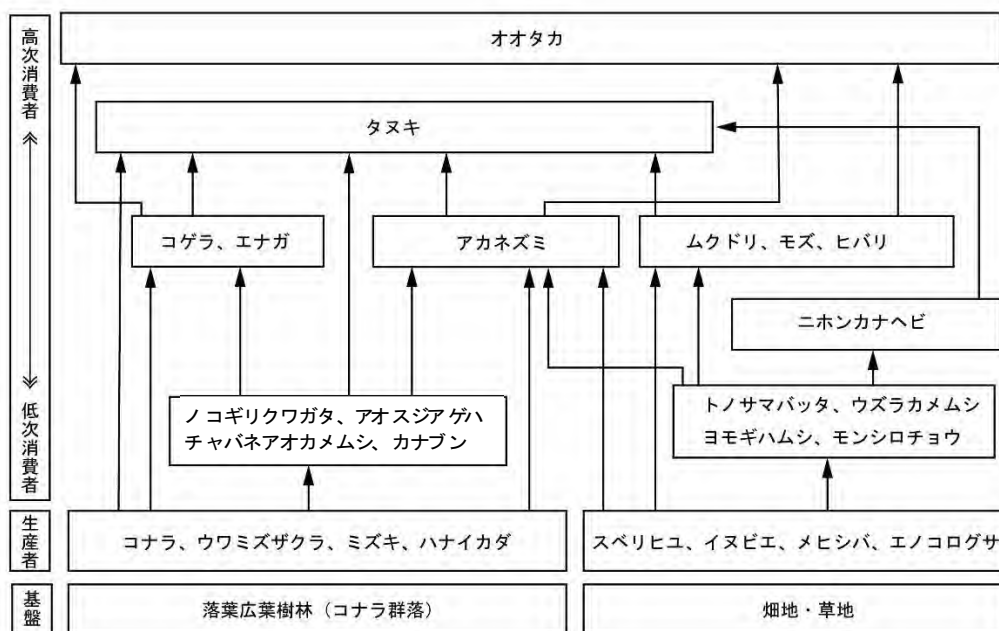 高次消費者
オオタカ
タヌキ
コゲラ、エナガ
アカネズミ
ムクドリ、モズ、ヒバリ
ニホンカナヘビ
低次消費者
ノコギリクワガタ、アオスジアゲハ
チャバネアオカメムシ、カナブン
トノサマバッタ、ウズラカメムシ
ヨモギハムシ、モンシロチョウ
生産者
コナラ、ウワミズザクラ、ミズキ、ハナイカダ
スベリヒユ、イヌビエ、メヒシバ、エノコログサ
基盤
落葉広葉樹林（コナラ群落）
畑地・草地